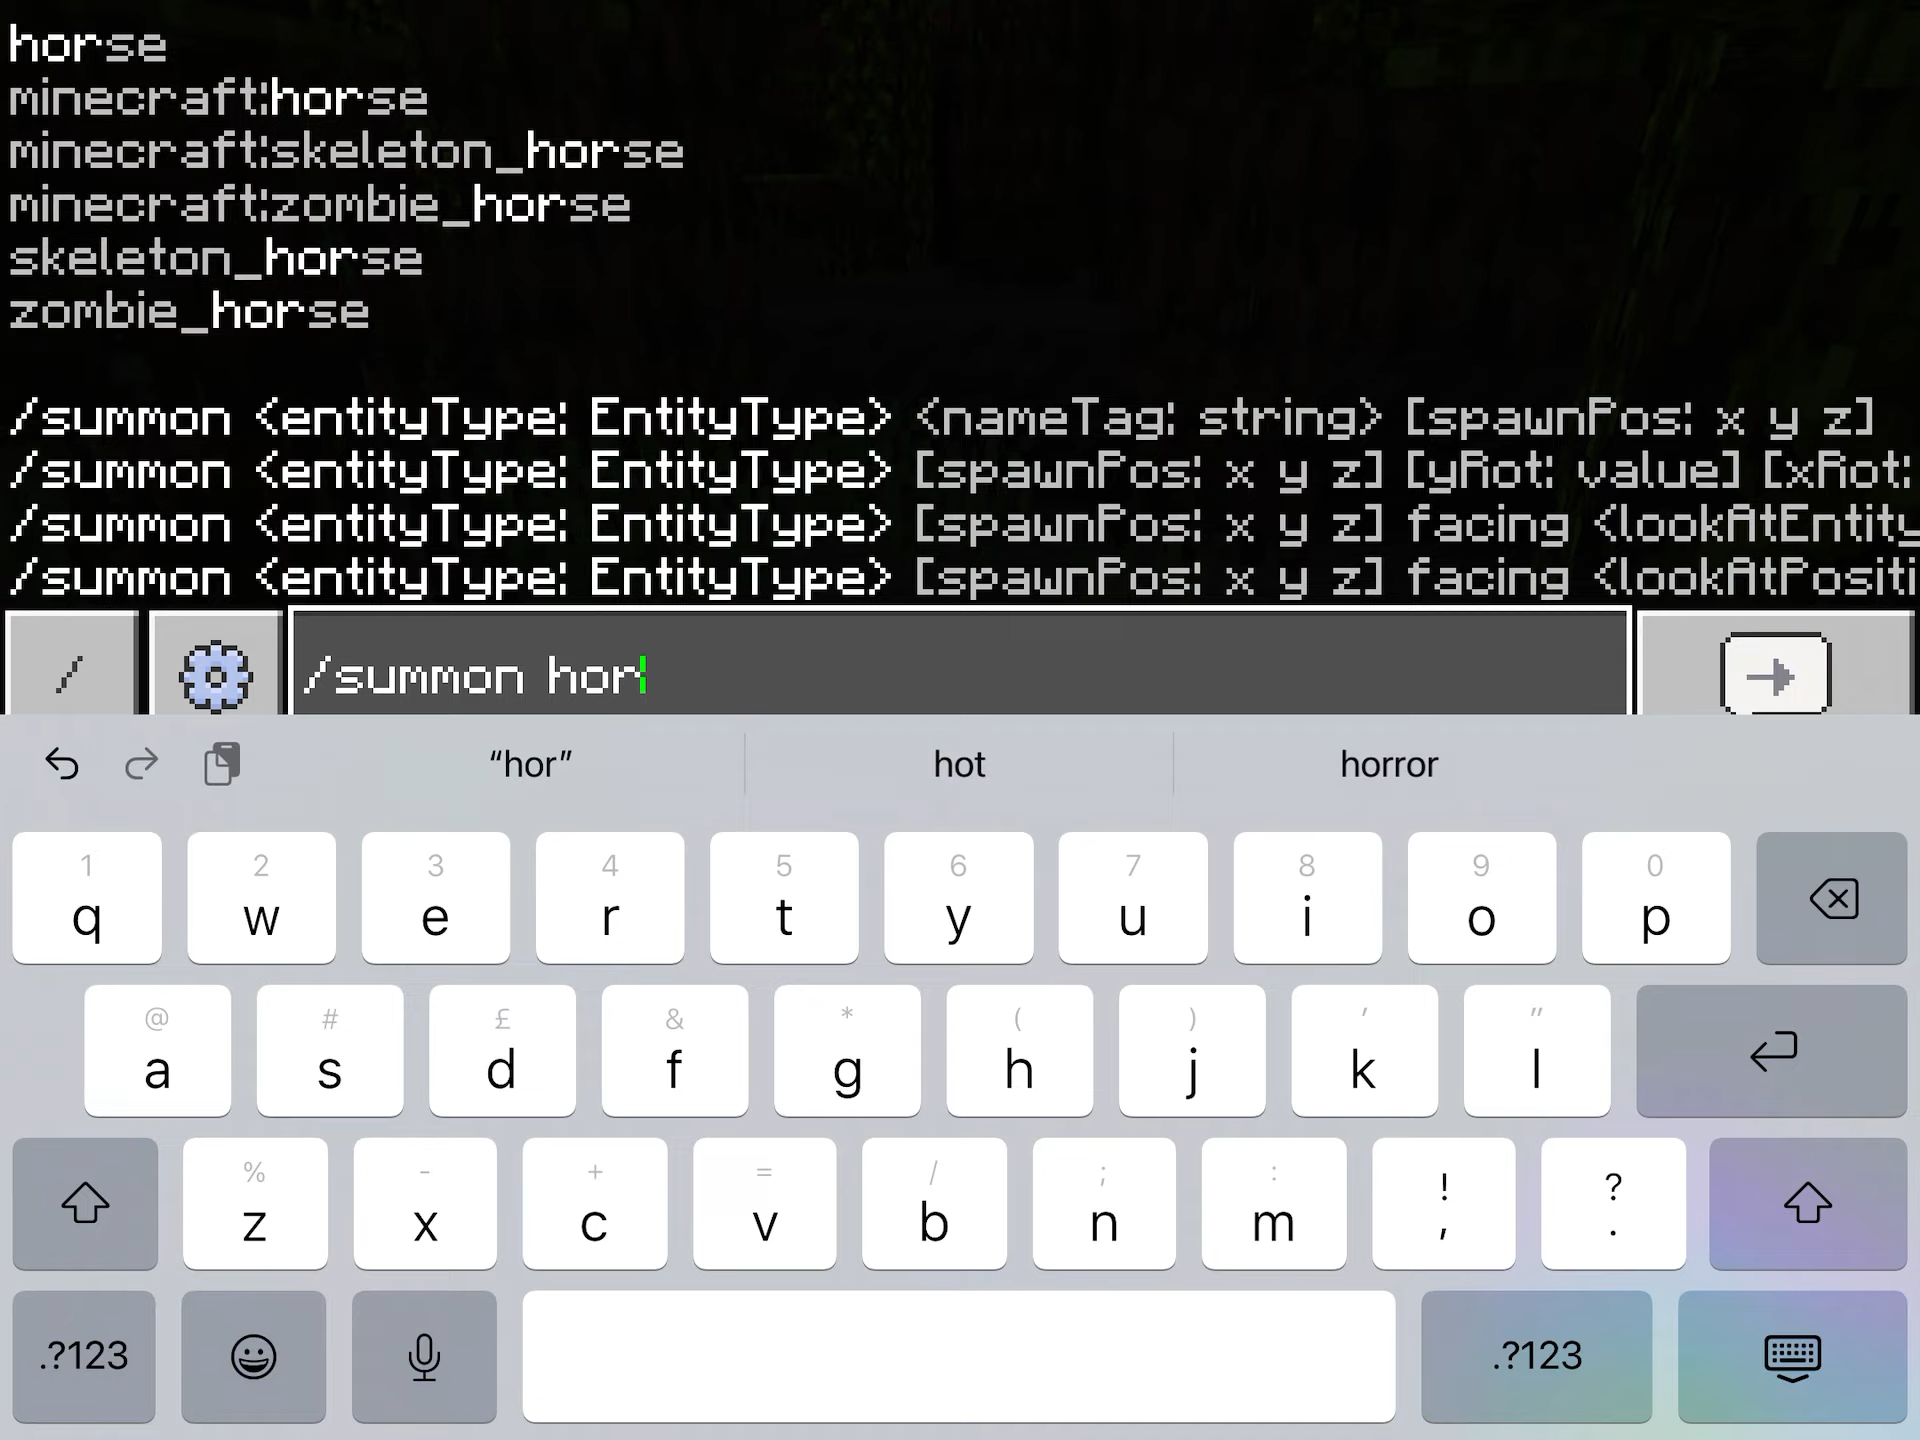 horse
minecraft:horse
minecraft:skeleton_horse
minecraft:zombie_horse
skeleton_horse
zombie_horse
/summon <entityType: EntityType> <nameTag: string> [spawnPos: x y z]
/summon <entityType: EntityType> [spawnPos: x y z] [yRot: value] [xRot:
/summon <entityType: EntityType> [spawnPos: x y z] facing <lookAtEntity
/summon <entityType: EntityType> [spawnPos: x y z] facing <lookAtPositi
/ /summon hor
“hor” hot horror
1 2 3 4 5 6 7 8 9 0
q w e r t y u i o p
@ # £ & * ( ) ' "
a s d f g h j k l
% - + = / ; : ! ?
z x c v b n m , .
.?123 .?123